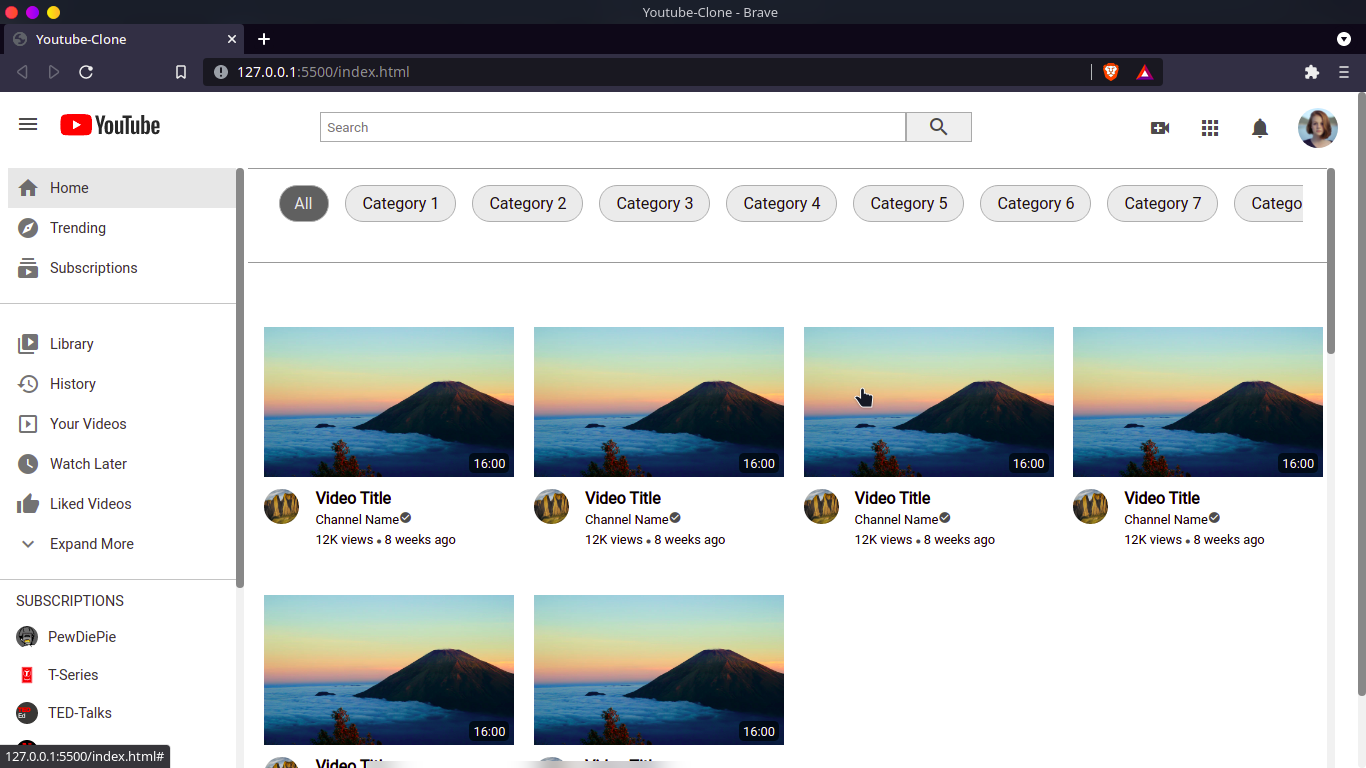 Youtube-Clone - Brave
Youtube-Clone
127.0.0.1:5500/index.html
YouTube
Search
Home
Trending
Subscriptions
Library
History
Your Videos
Watch Later
Liked Videos
Expand More
SUBSCRIPTIONS
PewDiePie
T-Series
TED-Talks
All Category 1 Category 2 Category 3 Category 4 Category 5 Category 6 Category 7 Catego
16:00 16:00 16:00 16:00
Video Title Video Title Video Title Video Title
Channel Name Channel Name Channel Name Channel Name
12K views • 8 weeks ago 12K views • 8 weeks ago 12K views • 8 weeks ago 12K views • 8 weeks ago
16:00 16:00
Video Title Video Title
127.0.0.1:5500/index.html#